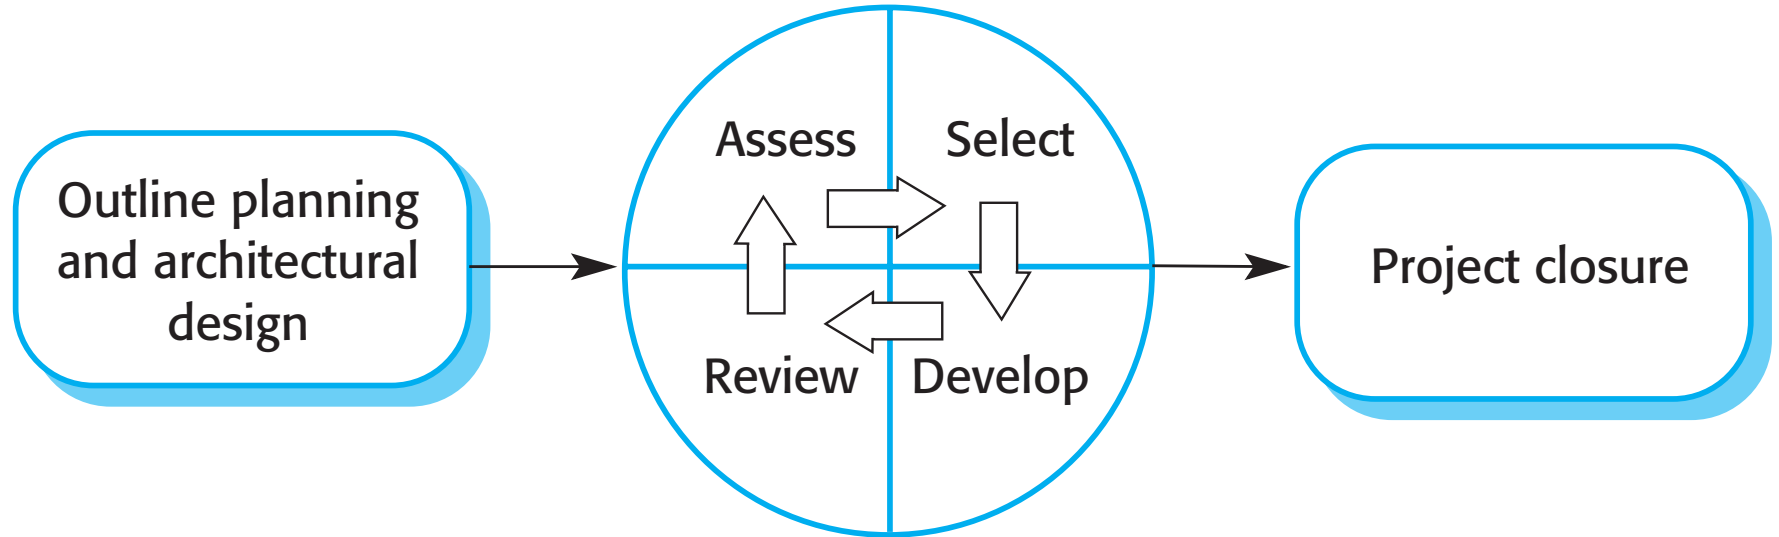 Outline planning
and architectural
design
Assess
Select
Review
Develop
Project closure